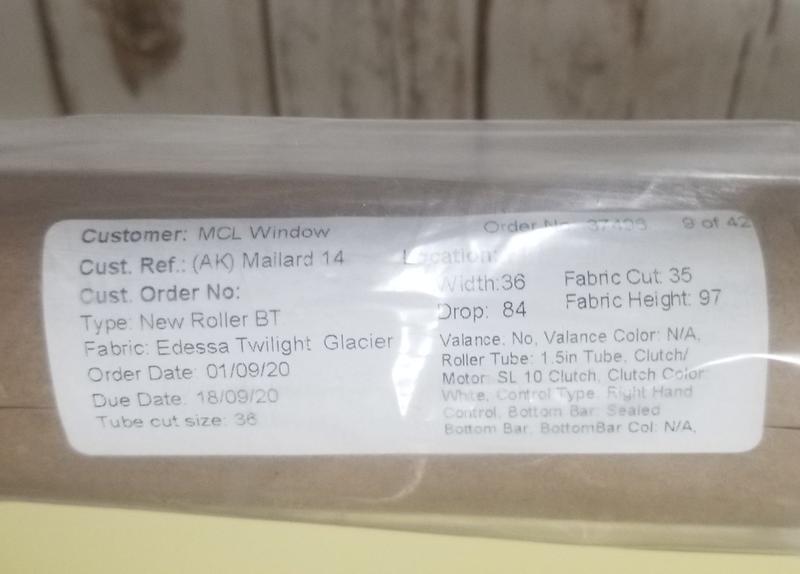 Customer: MCL Window
Order No. 37498 9 of 42
Cust. Ref.: (AK) Mailard 14
Location:
Cust. Order No:
Width:36 Fabric Cut: 35
Drop: 84 Fabric Height: 97
Type: New Roller BT
Fabric: Edessa Twilight Glacier
Order Date: 01/09/20
Due Date: 18/09/20
Tube cut size: 36
Valance: No, Valance Color: N/A,
Roller Tube: 1.5in Tube, Clutch/
Motor: SL 10 Clutch, Clutch Color:
White, Control Type: Right Hand
Control, Bottom Bar: Sealed
Bottom Bar, BottomBar Col: N/A,